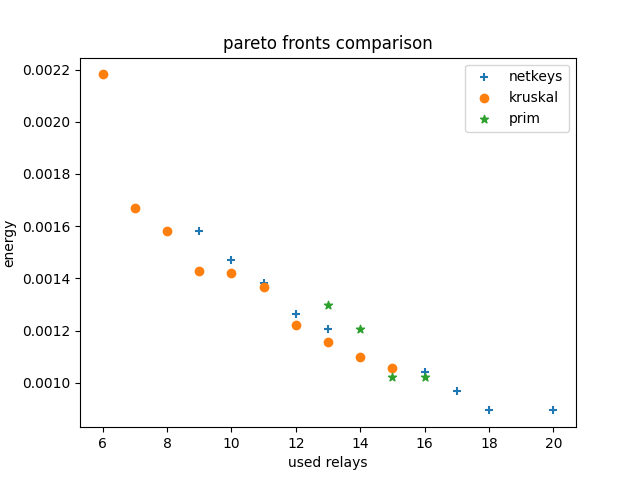 pareto fronts comparison
netkeys
kruskal
prim
0.0022
0.0020
0.0018
0.0016
0.0014
0.0012
0.0010
energy
6 8 10 12 14 16 18 20
used relays